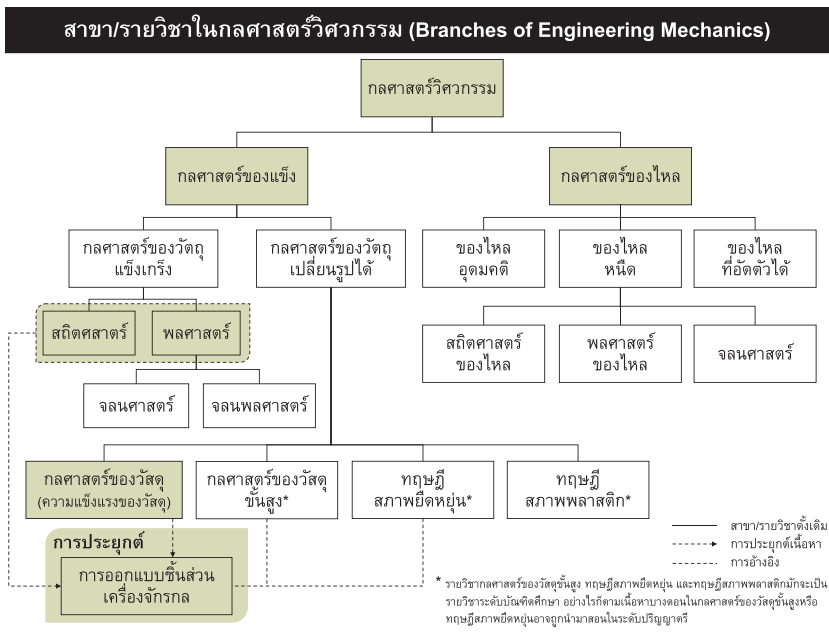 สาขา/รายวิชาในกลศาสตร์วิศวกรรม (Branches of Engineering Mechanics)
กลศาสตร์วิศวกรรม
กลศาสตร์ของแข็ง
กลศาสตร์ของไหล
กลศาสตร์ของวัตถุ
แข็งเกร็ง
กลศาสตร์ของวัตถุ
เปลี่ยนรูปได้
ของไหล
อุดมคติ
ของไหล
หนืด
ของไหล
ที่อัดตัวได้
สถิตศสาตร์
พลศาสตร์
สถิตศาสตร์
ของไหล
พลศาสตร์
ของไหล
จลนศาสตร์
จลนศาสตร์
จลนพลศาสตร์
กลศาสตร์ของวัสดุ
(ความแข็งแรงของวัสดุ)
กลศาสตร์ของวัสดุ
ขั้นสูง*
ทฤษฎี
สภาพยืดหยุ่น*
ทฤษฎี
สภาพพลาสติก*
การประยุกต์
การออกแบบชิ้นส่วน
เครื่องจักรกล
สาขา/รายวิชาดั้งเดิม
การประยุกต์เนื้อหา
การอ้างอิง
* รายวิชากลศาสตร์ของวัสดุขั้นสูง ทฤษฎีสภาพยืดหยุ่น และทฤษฎีสภาพพลาสติกมักจะเป็น
รายวิชาระดับบัณฑิตศึกษา อย่างไรก็ตามเนื้อหาบางตอนในกลศาสตร์ของวัสดุขั้นสูงหรือ
ทฤษฎีสภาพยืดหยุ่นอาจถูกนำมาสอนในระดับปริญญาตรี